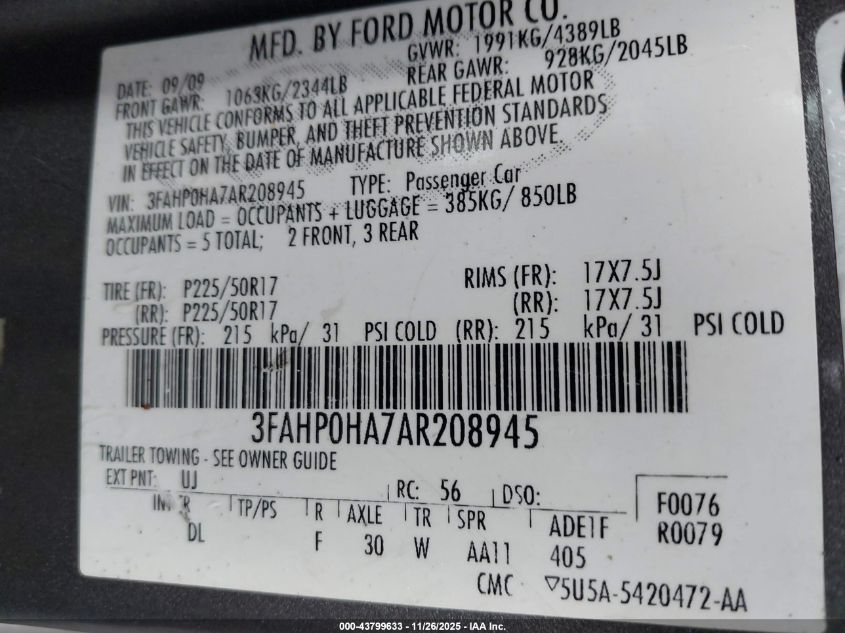 MFD. BY FORD MOTOR CO.
DATE: 09/09 GVWR: 1991KG/4389LB
FRONT GAWR: 1063KG/2344LB REAR GAWR: 928KG/2045LB
THIS VEHICLE CONFORMS TO ALL APPLICABLE FEDERAL MOTOR
VEHICLE SAFETY, BUMPER, AND THEFT PREVENTION STANDARDS
IN EFFECT ON THE DATE OF MANUFACTURE SHOWN ABOVE.
VIN: 3FAHP0HA7AR208945 TYPE: Passenger Car
MAXIMUM LOAD = OCCUPANTS + LUGGAGE = 385KG/ 850LB
OCCUPANTS = 5 TOTAL; 2 FRONT, 3 REAR
TIRE (FR): P225/50R17 RIMS (FR): 17X7.5J
(RR): P225/50R17 (RR): 17X7.5J
PRESSURE (FR): 215 kPa/ 31 PSI COLD (RR): 215 kPa/ 31 PSI COLD
3FAHP0HA7AR208945
TRAILER TOWING - SEE OWNER GUIDE
EXT PNT: UJ RC: 56 DSO: F0076
TP/PS R AXLE TR SPR ADE1F R0079
DL F 30 W AA11 405
CMC ▽5U5A-5420472-AA
000-43799633 - 11/26/2025 - IAA Inc.